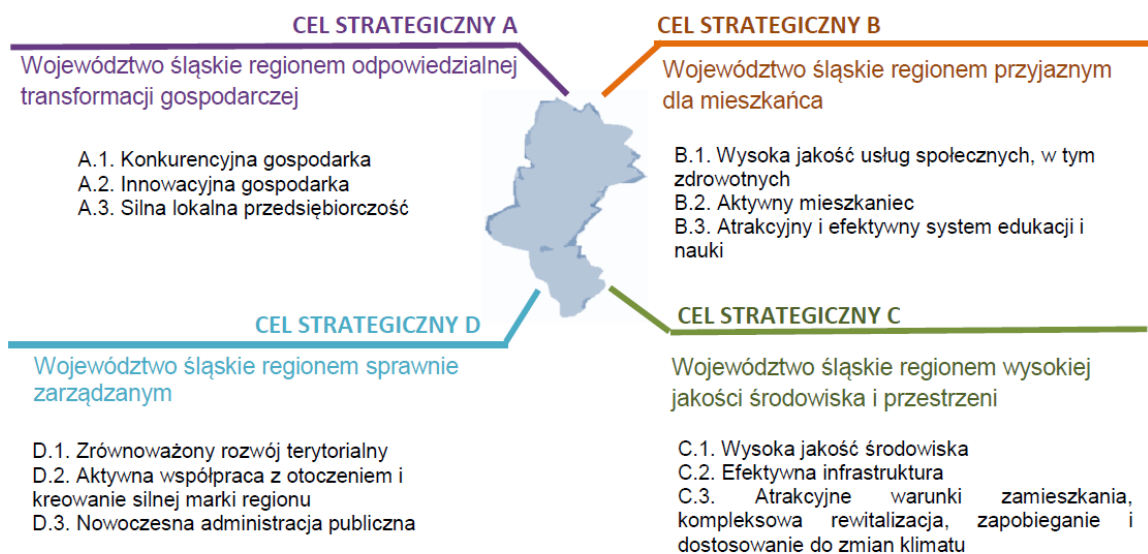 CEL STRATEGICZNY A
Województwo śląskie regionem odpowiedzialnej
transformacji gospodarczej
A.1. Konkurencyjna gospodarka
A.2. Innowacyjna gospodarka
A.3. Silna lokalna przedsiębiorczość
CEL STRATEGICZNY B
Województwo śląskie regionem przyjaznym
dla mieszkańca
B.1. Wysoka jakość usług społecznych, w tym
zdrowotnych
B.2. Aktywny mieszkaniec
B.3. Atrakcyjny i efektywny system edukacji i
nauki
CEL STRATEGICZNY D
Województwo śląskie regionem sprawnie
zarządzanym
D.1. Zrównoważony rozwój terytorialny
D.2. Aktywna współpraca z otoczeniem i
kreowanie silnej marki regionu
D.3. Nowoczesna administracja publiczna
CEL STRATEGICZNY C
Województwo śląskie regionem wysokiej
jakości środowiska i przestrzeni
C.1. Wysoka jakość środowiska
C.2. Efektywna infrastruktura
C.3. Atrakcyjne warunki zamieszkania,
kompleksowa rewitalizacja, zapobieganie i
dostosowanie do zmian klimatu